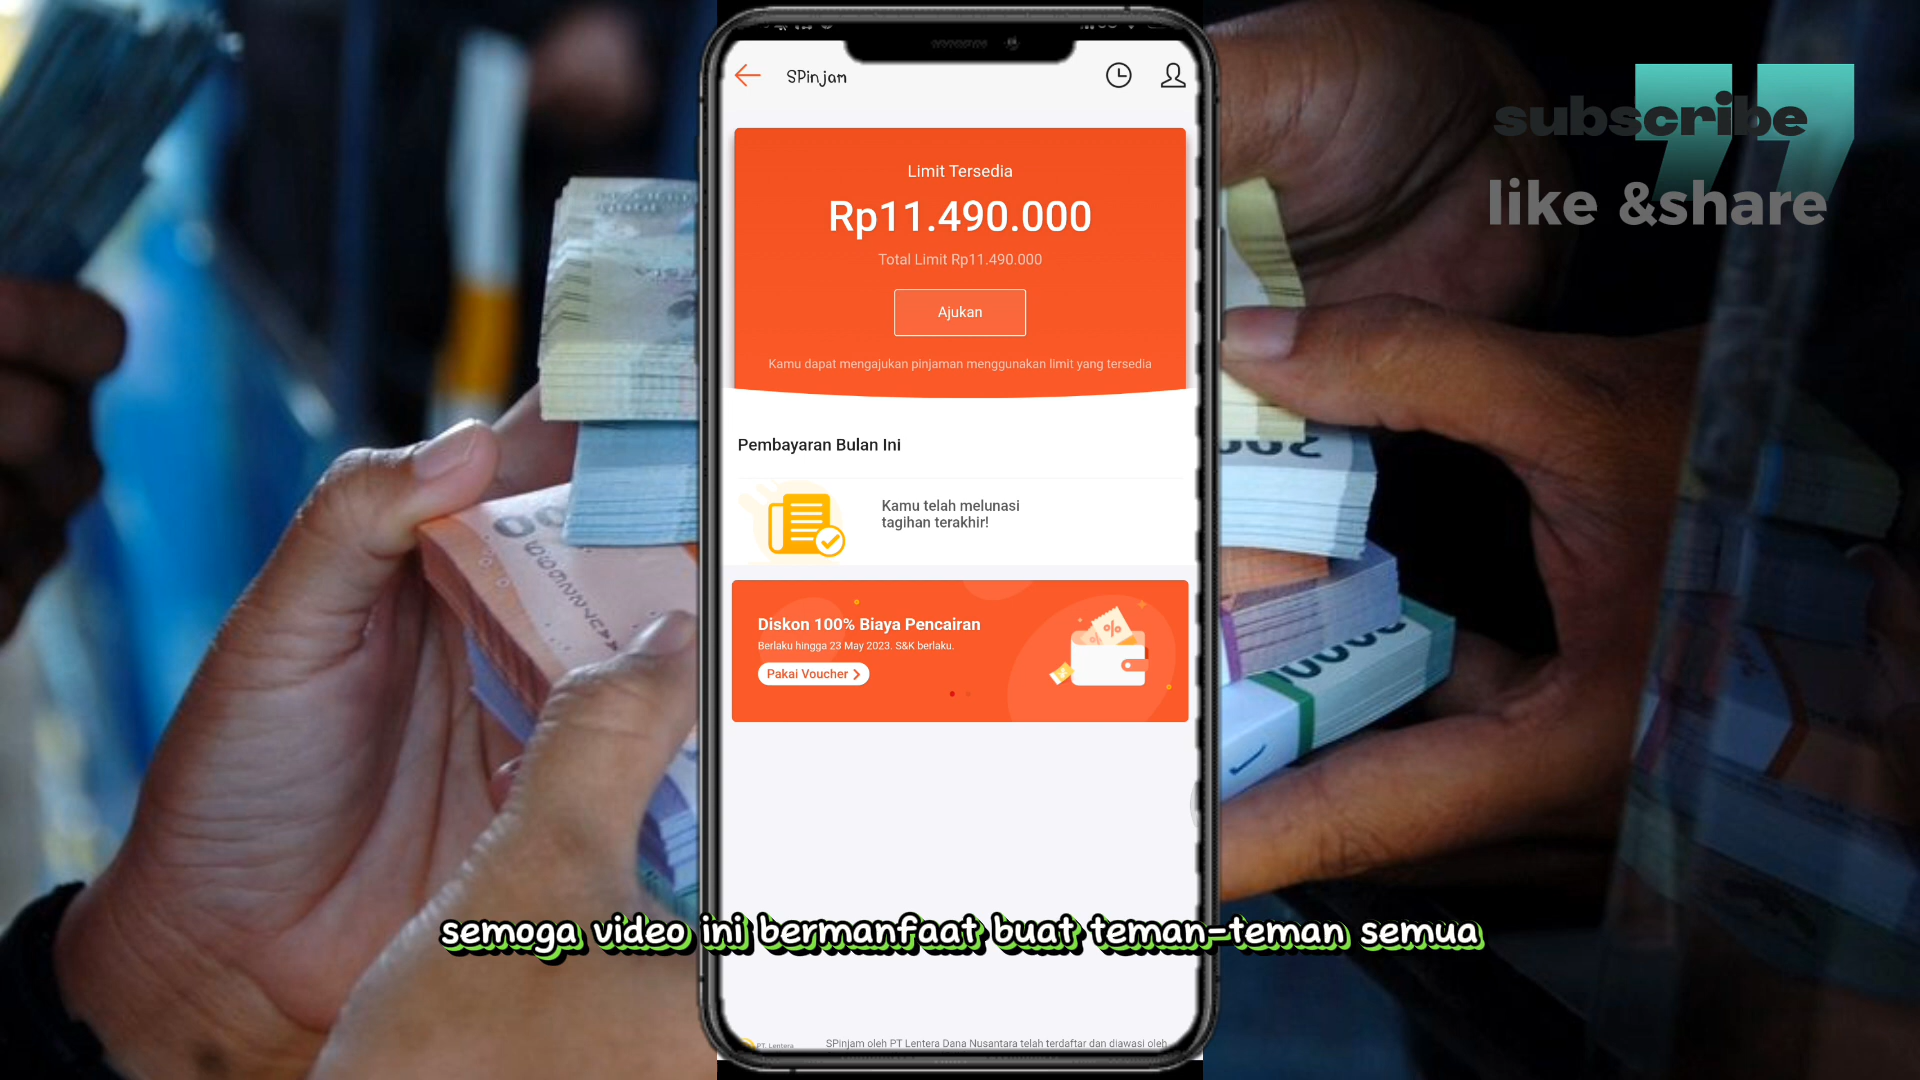 SPinjam
subscribe
like &share
Limit Tersedia
Rp11.490.000
Total Limit Rp11.490.000
Ajukan
Kamu dapat mengajukan pinjaman menggunakan limit yang tersedia
Pembayaran Bulan Ini
Kamu telah melunasi
tagihan terakhir!
Diskon 100% Biaya Pencairan
Berlaku hingga 23 May 2023. S&K berlaku.
Pakai Voucher
semoga video ini bermanfaat buat teman-teman semua
PT. Lentera
SPinjam oleh PT Lentera Dana Nusantara telah terdaftar dan diawasi oleh